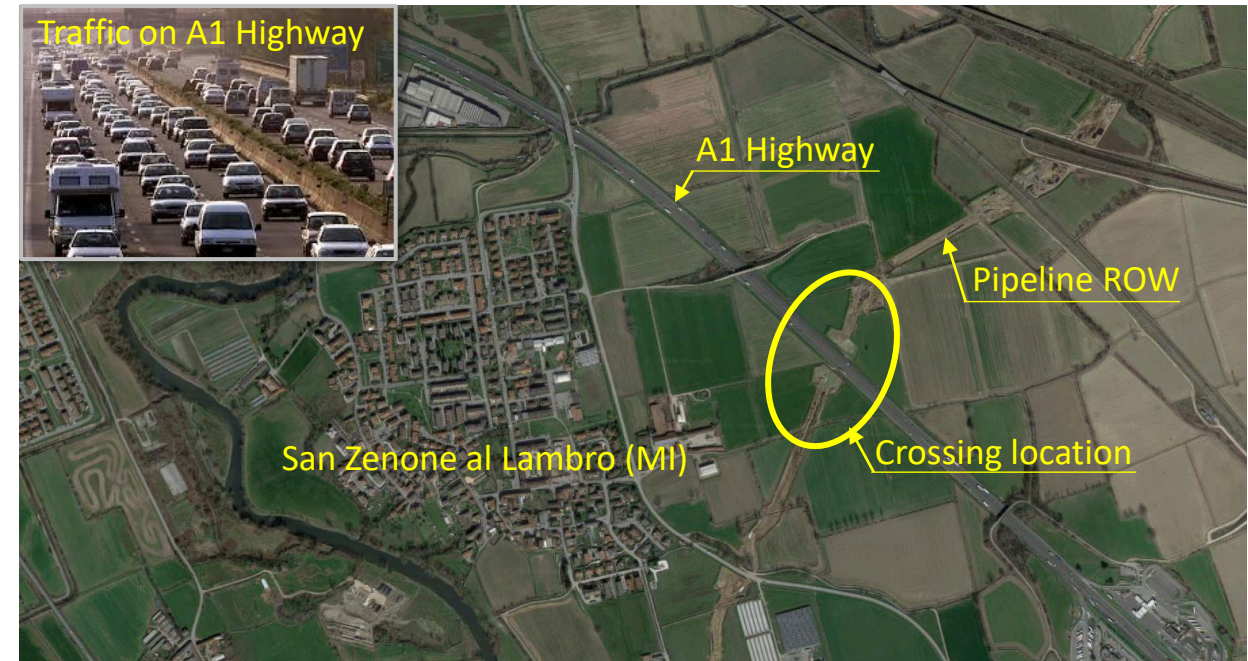 Traffic on A1 Highway
A1 Highway
Pipeline ROW
San Zenone al Lambro (MI)
Crossing location